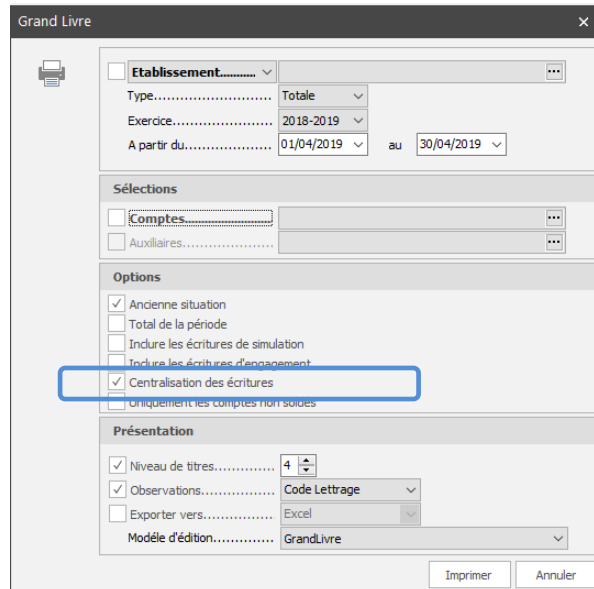 Grand Livre
Etablissement...........
Type........................... Totale
Exercice....................... 2018-2019
A partir du.................... 01/04/2019 au 30/04/2019
Sélections
Comptes.........................
Auxiliaires.....................
Options
Ancienne situation
Total de la période
Inclure les écritures de simulation
Inclure les écritures d'engagement
Centralisation des écritures
Uniquement les comptes non soldés
Présentation
Niveau de titres.............. 4
Observations................. Code Lettrage
Exporter vers................ Excel
Modéle d'édition.............. GrandLivre
Imprimer Annuler